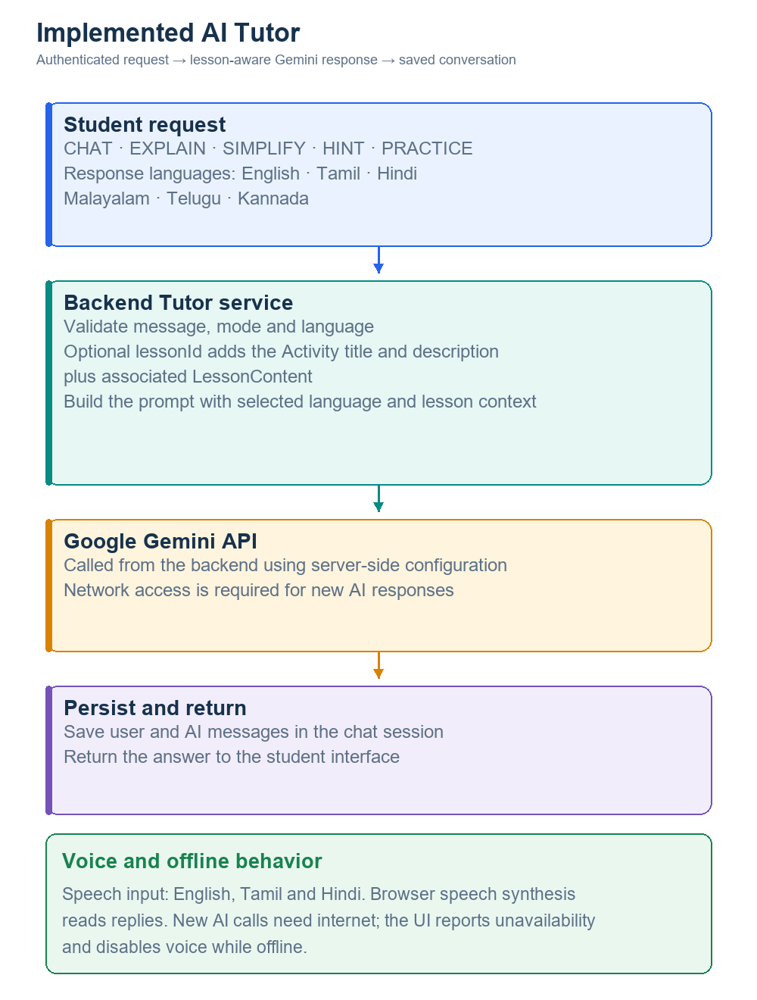 Implemented AI Tutor
Authenticated request → lesson-aware Gemini response → saved conversation
Student request
CHAT · EXPLAIN · SIMPLIFY · HINT · PRACTICE
Response languages: English · Tamil · Hindi
Malayalam · Telugu · Kannada
Backend Tutor service
Validate message, mode and language
Optional lessonId adds the Activity title and description
plus associated LessonContent
Build the prompt with selected language and lesson context
Google Gemini API
Called from the backend using server-side configuration
Network access is required for new AI responses
Persist and return
Save user and AI messages in the chat session
Return the answer to the student interface
Voice and offline behavior
Speech input: English, Tamil and Hindi. Browser speech synthesis
reads replies. New AI calls need internet; the UI reports unavailability
and disables voice while offline.